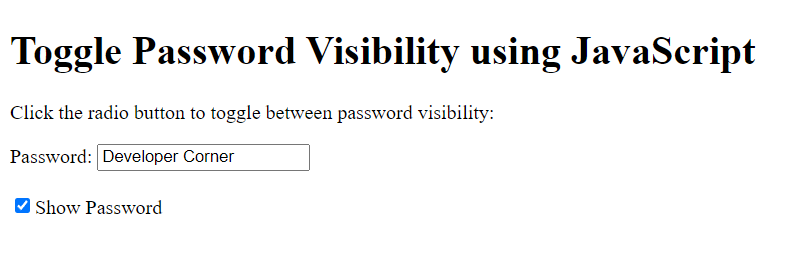 Toggle Password Visibility using JavaScript
Click the radio button to toggle between password visibility:
Password: Developer Corner
Show Password